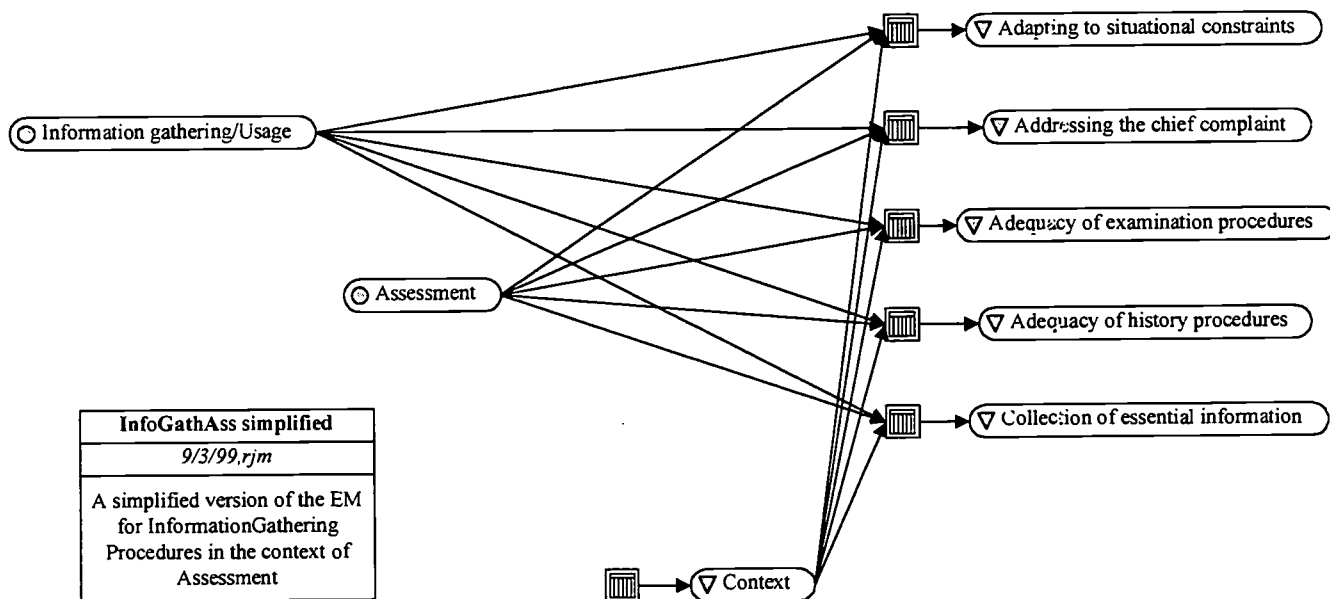 Adapting to situational constraints
Information gathering/Usage
Addressing the chief complaint
Adequacy of examination procedures
Assessment
Adequacy of history procedures
Collection of essential information
InfoGathAss simplified
9/3/99,rjm
A simplified version of the EM
for InformationGathering
Procedures in the context of
Assessment
Context